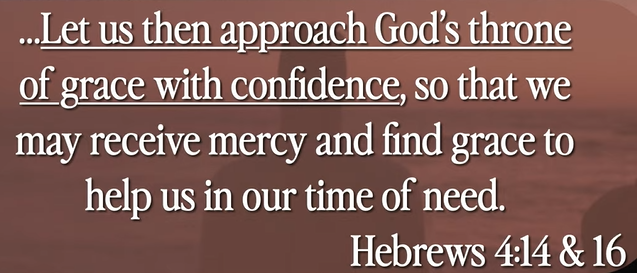 ...Let us then approach God's throne
of grace with confidence, so that we
may receive mercy and find grace to
help us in our time of need.
Hebrews 4:14 & 16